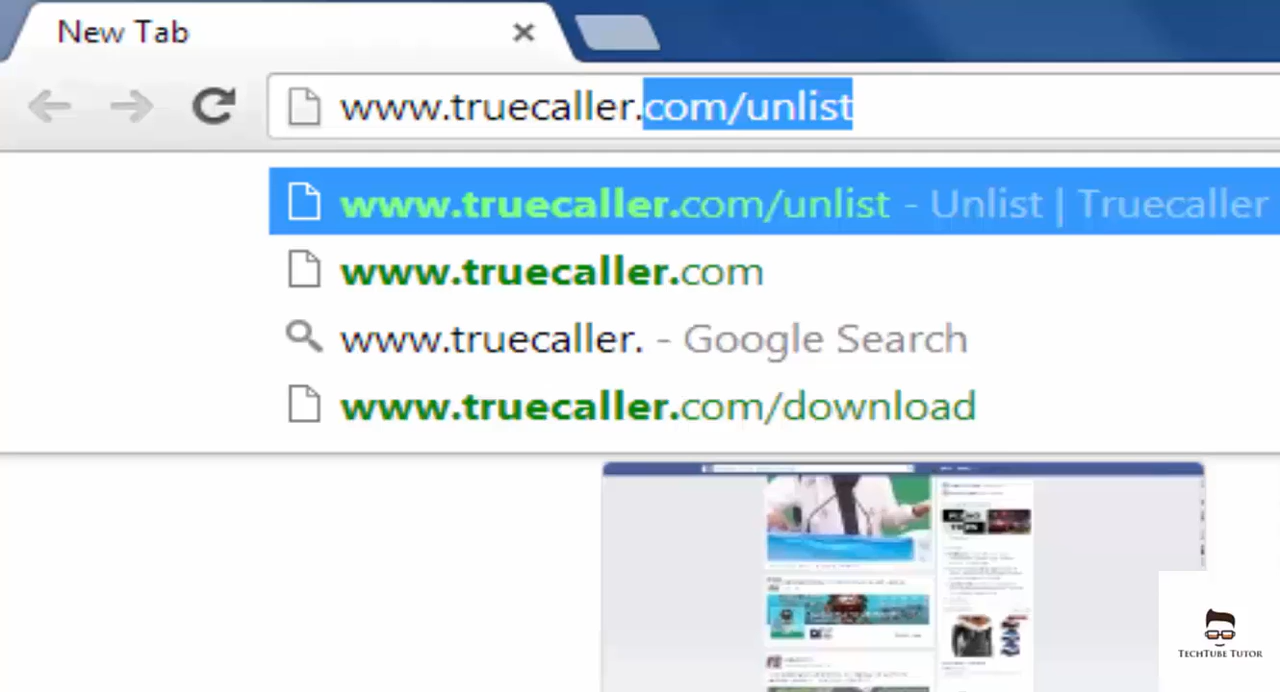 New Tab
www.truecaller.com/unlist
www.truecaller.com/unlist - Unlist | Truecaller
www.truecaller.com
www.truecaller. - Google Search
www.truecaller.com/download
TechTube Tutor